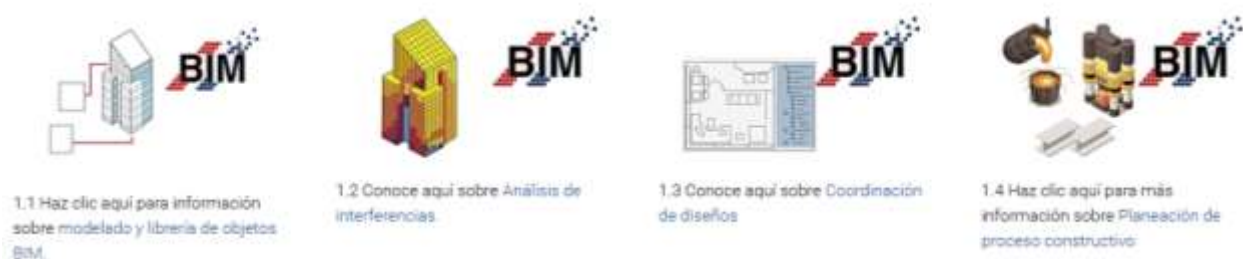 BIM
BIM
BIM
BIM
1.1 Haz clic aquí para información
sobre modelado y librería de objetos
BIM.
1.2 Conoce aquí sobre Análisis de
interferencias
1.3 Conoce aquí sobre Coordinación
de diseños
1.4 Haz clic aquí para más
información sobre Planeación de
proceso constructivo